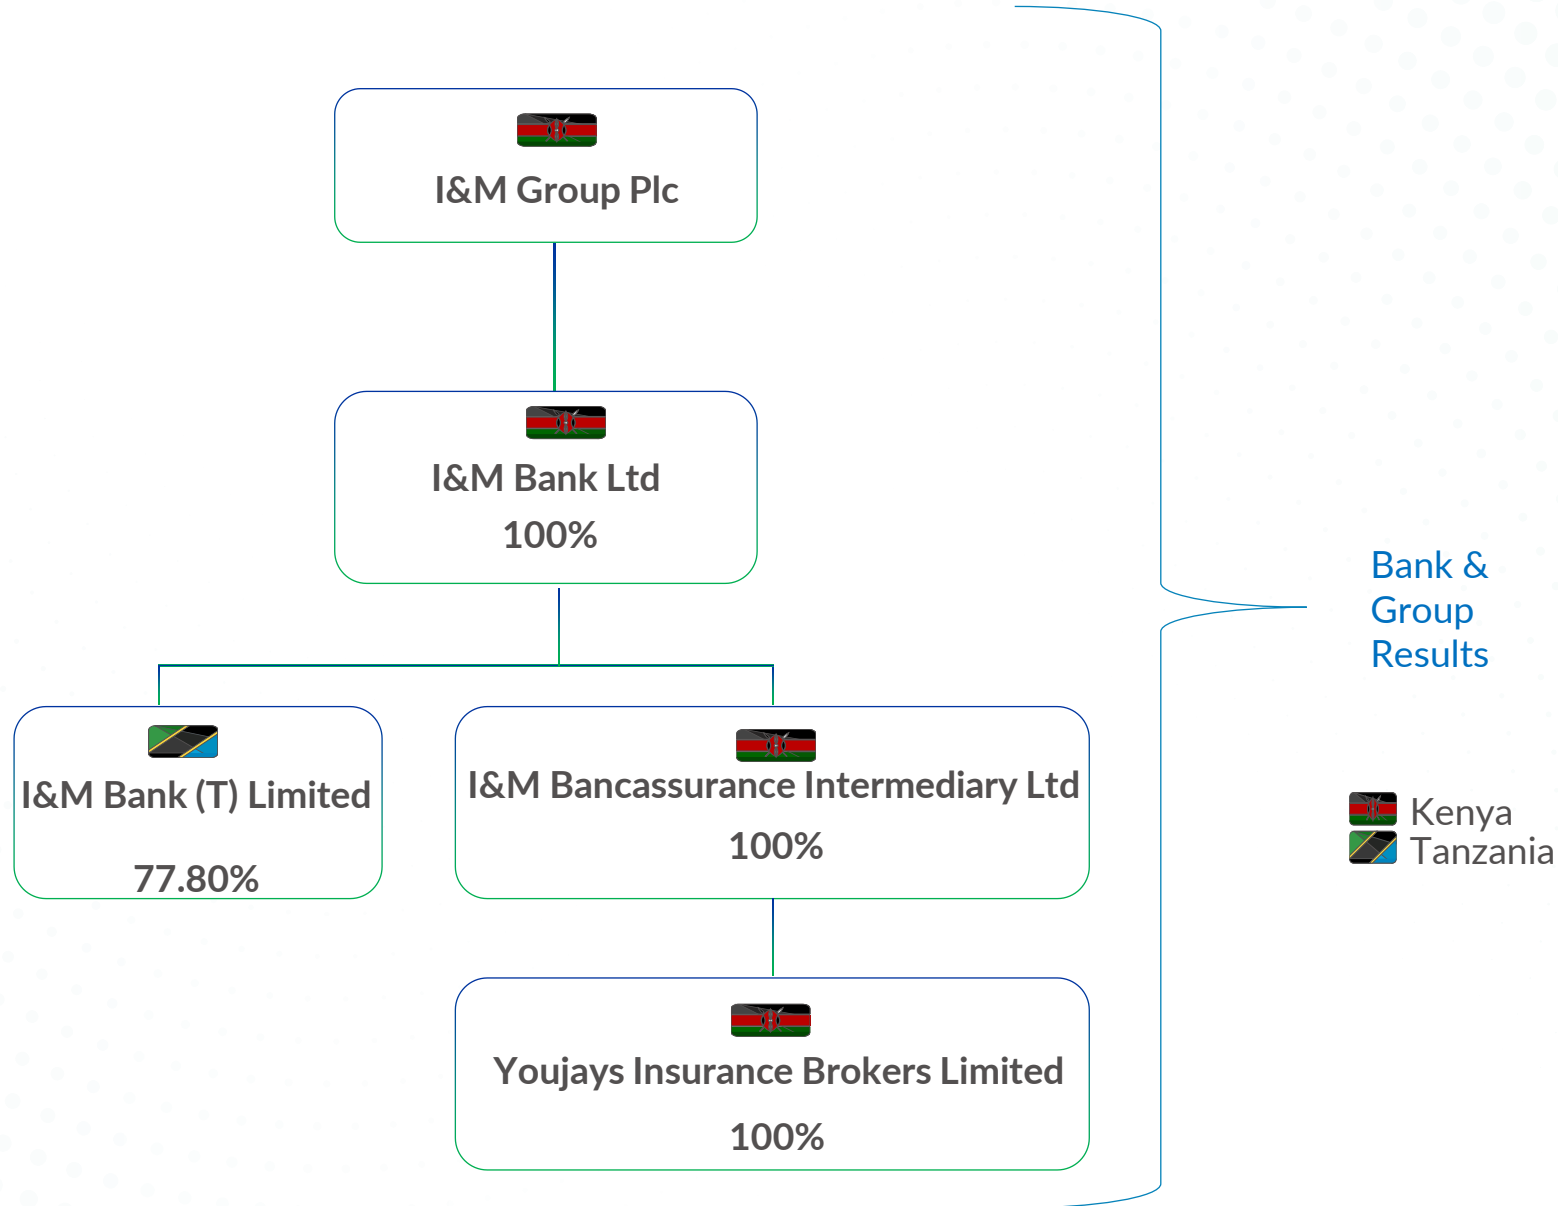 I&M Group Plc
I&M Bank Ltd
100%
I&M Bank (T) Limited
77.80%
I&M Bancassurance Intermediary Ltd
100%
Youjays Insurance Brokers Limited
100%
Bank &
Group
Results
Kenya
Tanzania